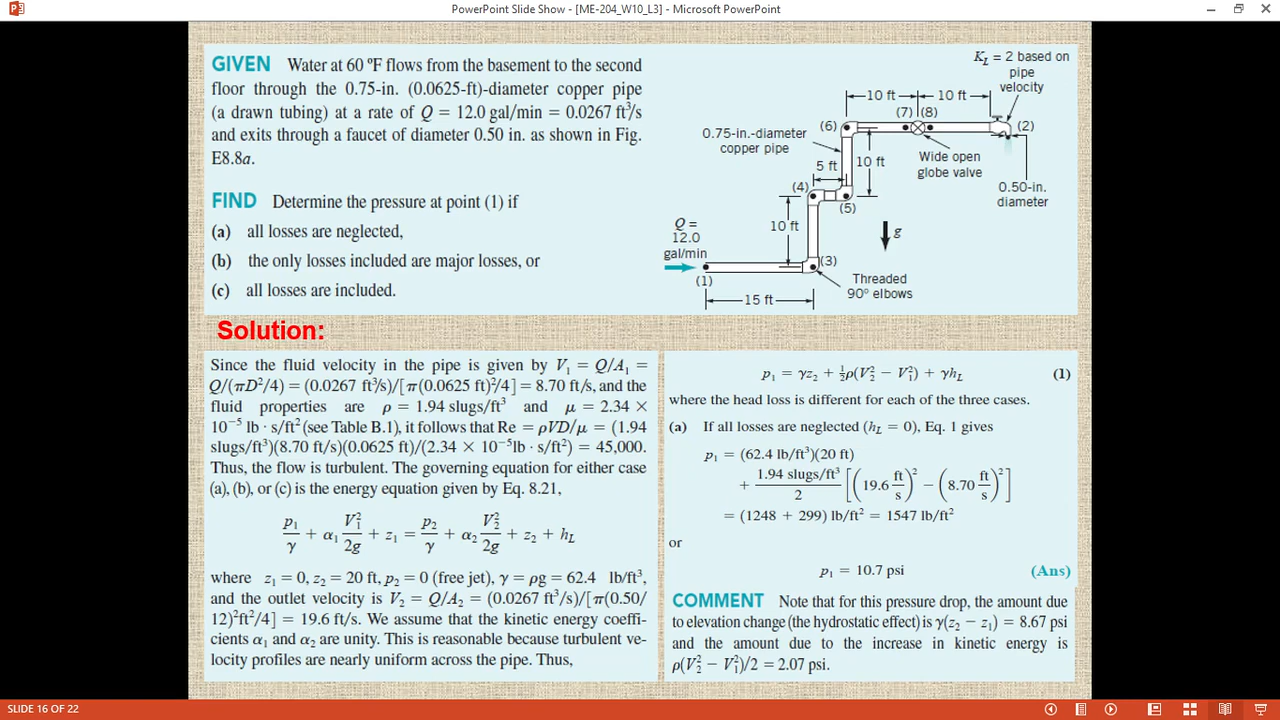 PowerPoint Slide Show - [ME-204_W10_L3] - Microsoft PowerPoint
GIVEN Water at 60 °F flows from the basement to the second
floor through the 0.75-in. (0.0625-ft)-diameter copper pipe
(a drawn tubing) at a rate of Q = 12.0 gal/min = 0.0267 ft³/s
and exits through a faucet of diameter 0.50 in. as shown in Fig.
E8.8a.
FIND Determine the pressure at point (1) if
(a) all losses are neglected,
(b) the only losses included are major losses, or
(c) all losses are included.
K_L = 2 based on
pipe
velocity
10 ft
10 ft
(7) (8)
(6)
(2)
0.75-in.-diameter
copper pipe
5 ft
10 ft
Wide open
globe valve
(4)
(5)
0.50-in.
diameter
Q =
12.0
gal/min
10 ft
g
(3)
(1)
Threaded
90° elbows
15 ft
Solution:
Since the fluid velocity in the pipe is given by V₁ = Q/A₁ =
Q/(πD²/4) = (0.0267 ft³/s)/[π(0.0625 ft)²/4] = 8.70 ft/s, and the
fluid properties are ρ = 1.94 slugs/ft³ and μ = 2.34 ×
10⁻⁵ lb · s/ft² (see Table B.1), it follows that Re = ρVD/μ = (1.94
slugs/ft³)(8.70 ft/s)(0.0625 ft)/(2.34 × 10⁻⁵lb · s/ft²) = 45,000.
Thus, the flow is turbulent. The governing equation for either case
(a), (b), or (c) is the energy equation given by Eq. 8.21,
p₁/γ + α₁ V₁²/2g + z₁ = p₂/γ + α₂ V₂²/2g + z₂ + h_L
where z₁ = 0, z₂ = 20 ft, p₂ = 0 (free jet), γ = ρg = 62.4 lb/ft³,
and the outlet velocity is V₂ = Q/A₂ = (0.0267 ft³/s)/[π(0.50/
12)²ft²/4] = 19.6 ft/s. We assume that the kinetic energy coeffi-
cients α₁ and α₂ are unity. This is reasonable because turbulent ve-
locity profiles are nearly uniform across the pipe. Thus,
p₁ = γz₂ + ½ρ(V₂² − V₁²) + γh_L (1)
where the head loss is different for each of the three cases.
(a) If all losses are neglected (h_L = 0), Eq. 1 gives
p₁ = (62.4 lb/ft³)(20 ft)
+ 1.94 slugs/ft³/2 [(19.6 ft/s)² − (8.70 ft/s)²]
= (1248 + 299) lb/ft² = 1547 lb/ft²
or
p₁ = 10.7 psi (Ans)
COMMENT Note that for this pressure drop, the amount due
to elevation change (the hydrostatic effect) is γ(z₂ − z₁) = 8.67 psi
and the amount due to the increase in kinetic energy is
ρ(V₂² − V₁²)/2 = 2.07 psi.
SLIDE 16 OF 22